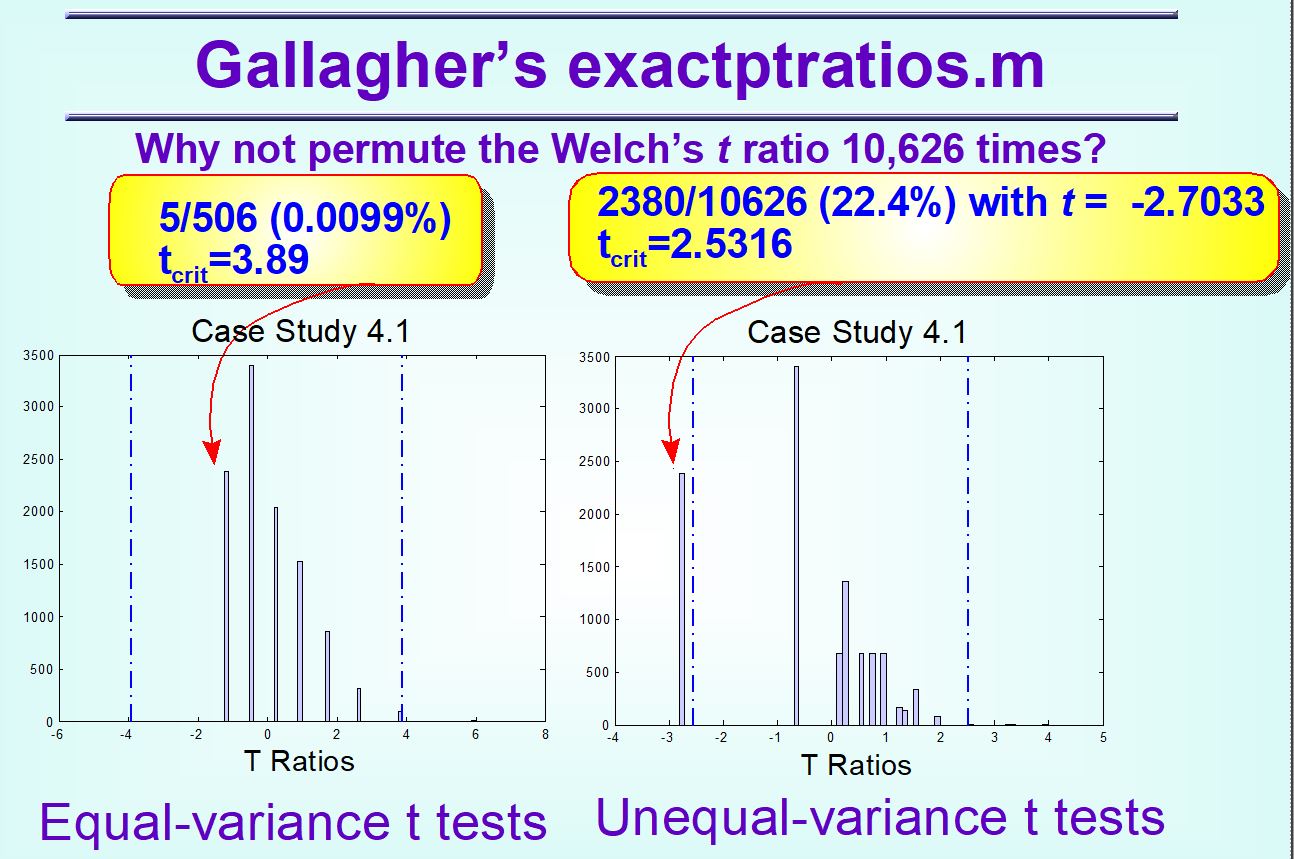 Gallagher’s exactptratios.m
Why not permute the Welch’s t ratio 10,626 times?
5/506 (0.0099%)
tcrit=3.89
2380/10626 (22.4%) with t = -2.7033
tcrit=2.5316
Case Study 4.1
3500
3000
2500
2000
1500
1000
500
0
-6 -4 -2 0 2 4 6 8
T Ratios
Equal-variance t tests
Case Study 4.1
3500
3000
2500
2000
1500
1000
500
0
-4 -3 -2 -1 0 1 2 3 4 5
T Ratios
Unequal-variance t tests